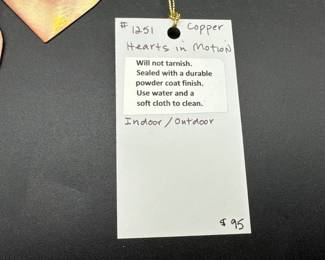 # 1251 Copper
Hearts in Motion
Will not tarnish.
Sealed with a durable
powder coat finish.
Use water and a
soft cloth to clean.
Indoor / Outdoor
$95